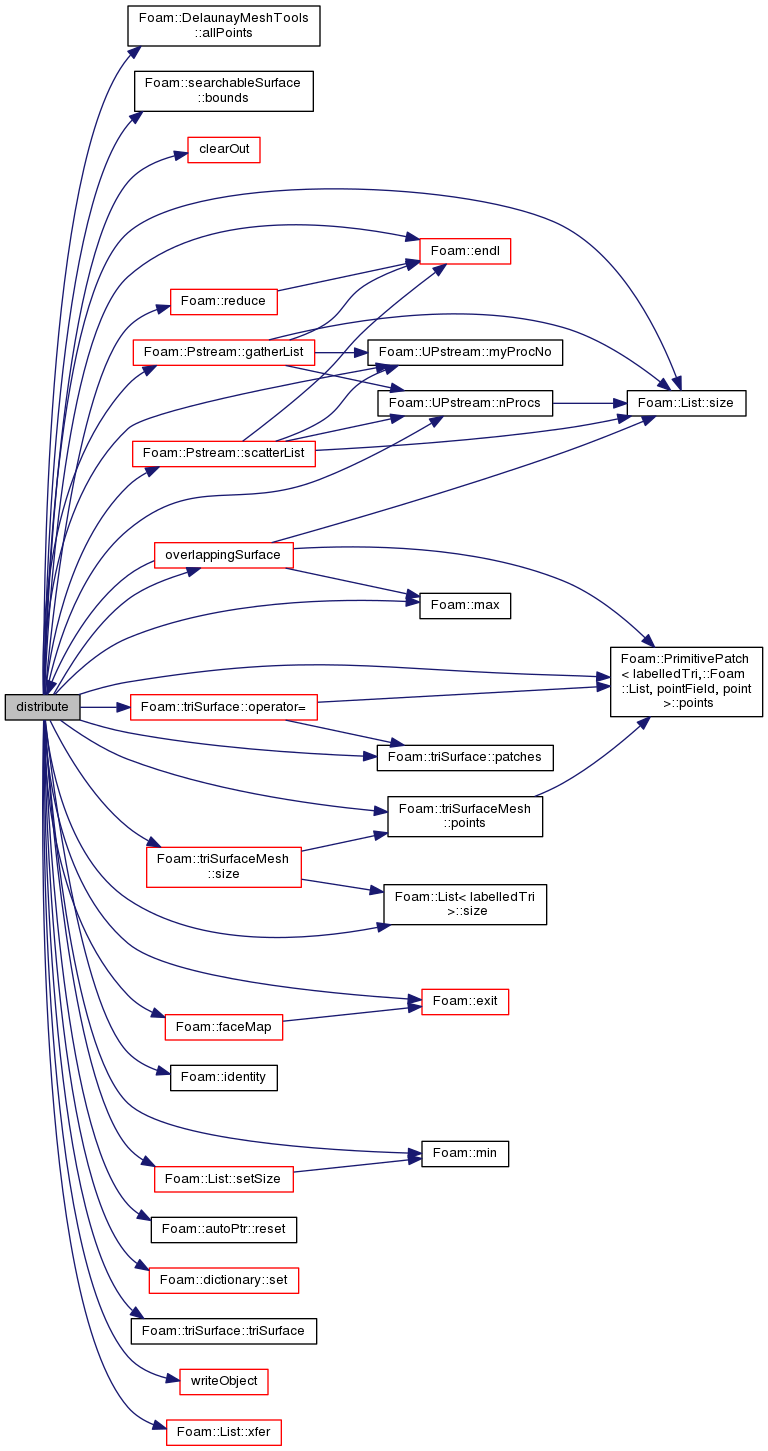 Foam::DelaunayMeshTools
::allPoints
Foam::searchableSurface
::bounds
clearOut
Foam::endl
Foam::reduce
Foam::Pstream::gatherList
Foam::UPstream::myProcNo
Foam::UPstream::nProcs
Foam::List::size
Foam::Pstream::scatterList
overlappingSurface
Foam::max
Foam::PrimitivePatch
< labelledTri,::Foam
::List, pointField, point
>::points
distribute
Foam::triSurface::operator=
Foam::triSurface::patches
Foam::triSurfaceMesh
::points
Foam::triSurfaceMesh
::size
Foam::List< labelledTri
>::size
Foam::exit
Foam::faceMap
Foam::identity
Foam::min
Foam::List::setSize
Foam::autoPtr::reset
Foam::dictionary::set
Foam::triSurface::triSurface
writeObject
Foam::List::xfer